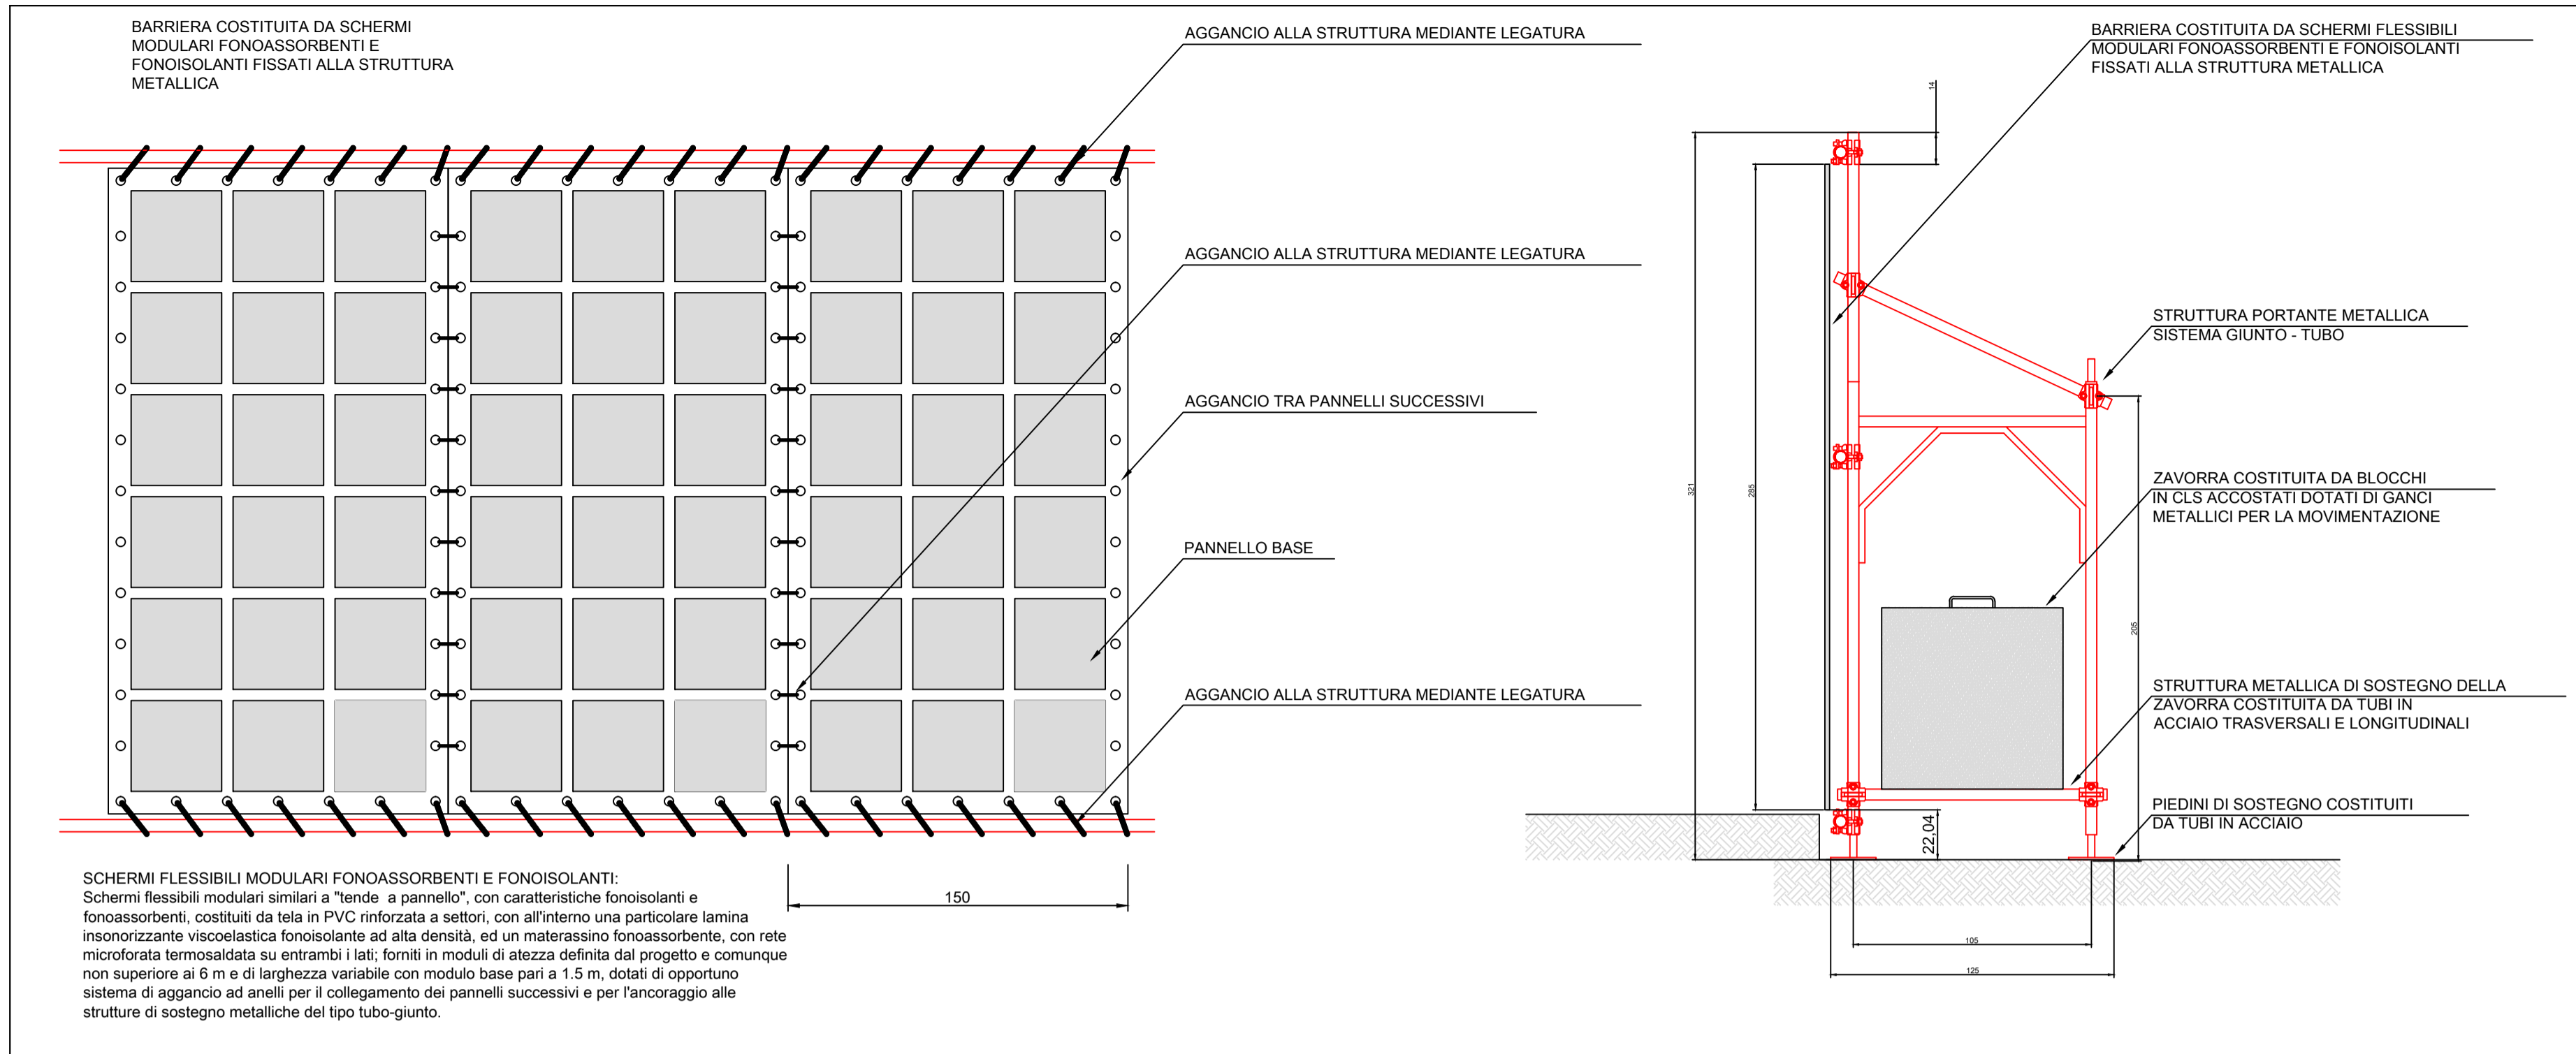 BARRIERA COSTITUITA DA SCHERMI
MODULARI FONOASSORBENTI E
FONOISOLANTI FISSATI ALLA STRUTTURA
METALLICA
AGGANCIO ALLA STRUTTURA MEDIANTE LEGATURA
AGGANCIO ALLA STRUTTURA MEDIANTE LEGATURA
AGGANCIO TRA PANNELLI SUCCESSIVI
PANNELLO BASE
AGGANCIO ALLA STRUTTURA MEDIANTE LEGATURA
150
SCHERMI FLESSIBILI MODULARI FONOASSORBENTI E FONOISOLANTI:
Schermi flessibili modulari similari a "tende a pannello", con caratteristiche fonoisolanti e
fonoassorbenti, costituiti da tela in PVC rinforzata a settori, con all'interno una particolare lamina
insonorizzante viscoelastica fonoisolante ad alta densità, ed un materassino fonoassorbente, con rete
microforata termosaldata su entrambi i lati; forniti in moduli di atezza definita dal progetto e comunque
non superiore ai 6 m e di larghezza variabile con modulo base pari a 1.5 m, dotati di opportuno
sistema di aggancio ad anelli per il collegamento dei pannelli successivi e per l'ancoraggio alle
strutture di sostegno metalliche del tipo tubo-giunto.
BARRIERA COSTITUITA DA SCHERMI FLESSIBILI
MODULARI FONOASSORBENTI E FONOISOLANTI
FISSATI ALLA STRUTTURA METALLICA
14
STRUTTURA PORTANTE METALLICA
SISTEMA GIUNTO - TUBO
321
285
ZAVORRA COSTITUITA DA BLOCCHI
IN CLS ACCOSTATI DOTATI DI GANCI
METALLICI PER LA MOVIMENTAZIONE
205
STRUTTURA METALLICA DI SOSTEGNO DELLA
ZAVORRA COSTITUITA DA TUBI IN
ACCIAIO TRASVERSALI E LONGITUDINALI
22,04
PIEDINI DI SOSTEGNO COSTITUITI
DA TUBI IN ACCIAIO
105
125